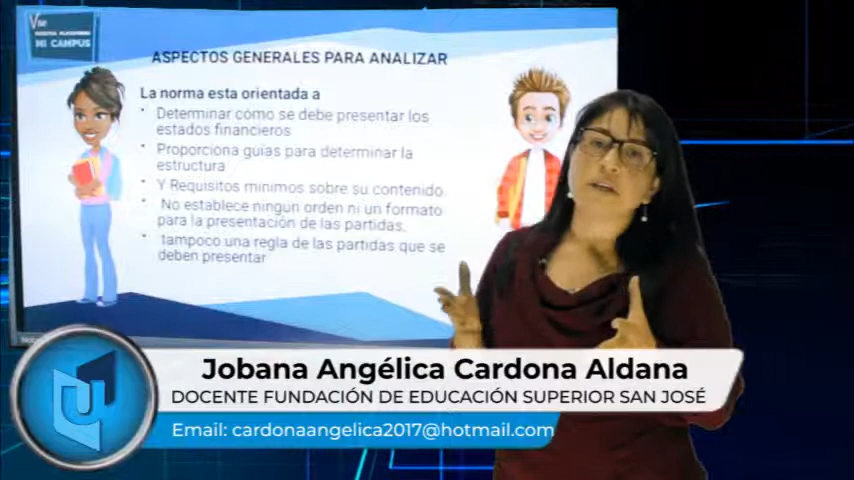 Vise
NUESTRA PLATAFORMA
MI CAMPUS
ASPECTOS GENERALES PARA ANALIZAR
La norma esta orientada a
Determinar cómo se debe presentar los
estados financieros
Proporciona guías para determinar la
estructura
Y Requisitos mínimos sobre su contenido
No establece ningún orden ni un formato
para la presentación de las partidas.
tampoco una regla de las partidas que se
deben presentar
Jobana Angélica Cardona Aldana
DOCENTE FUNDACIÓN DE EDUCACIÓN SUPERIOR SAN JOSÉ
Email: cardonaangelica2017@hotmail.com